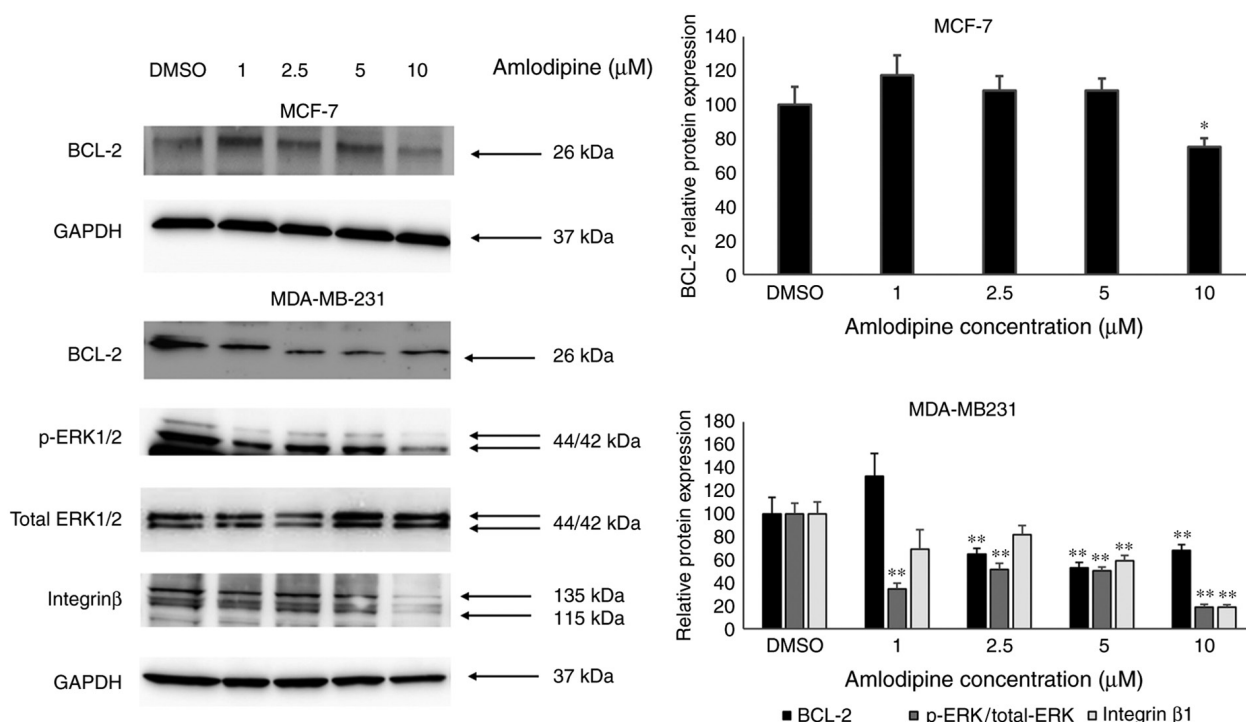 DMSO 1 2.5 5 10 Amlodipine (μM)
MCF-7
BCL-2 26 kDa
GAPDH 37 kDa
MDA-MB-231
BCL-2 26 kDa
p-ERK1/2 44/42 kDa
Total ERK1/2 44/42 kDa
Integrinβ 135 kDa
115 kDa
GAPDH 37 kDa
MCF-7
BCL-2 relative protein expression
140
120
100
80
60
40
20
0
*
DMSO 1 2.5 5 10
Amlodipine concentration (μM)
MDA-MB231
Relative protein expression
180
160
140
120
100
80
60
40
20
0
** ** ** ** ** ** ** ** **
DMSO 1 2.5 5 10
Amlodipine concentration (μM)
BCL-2 p-ERK/total-ERK Integrin β1